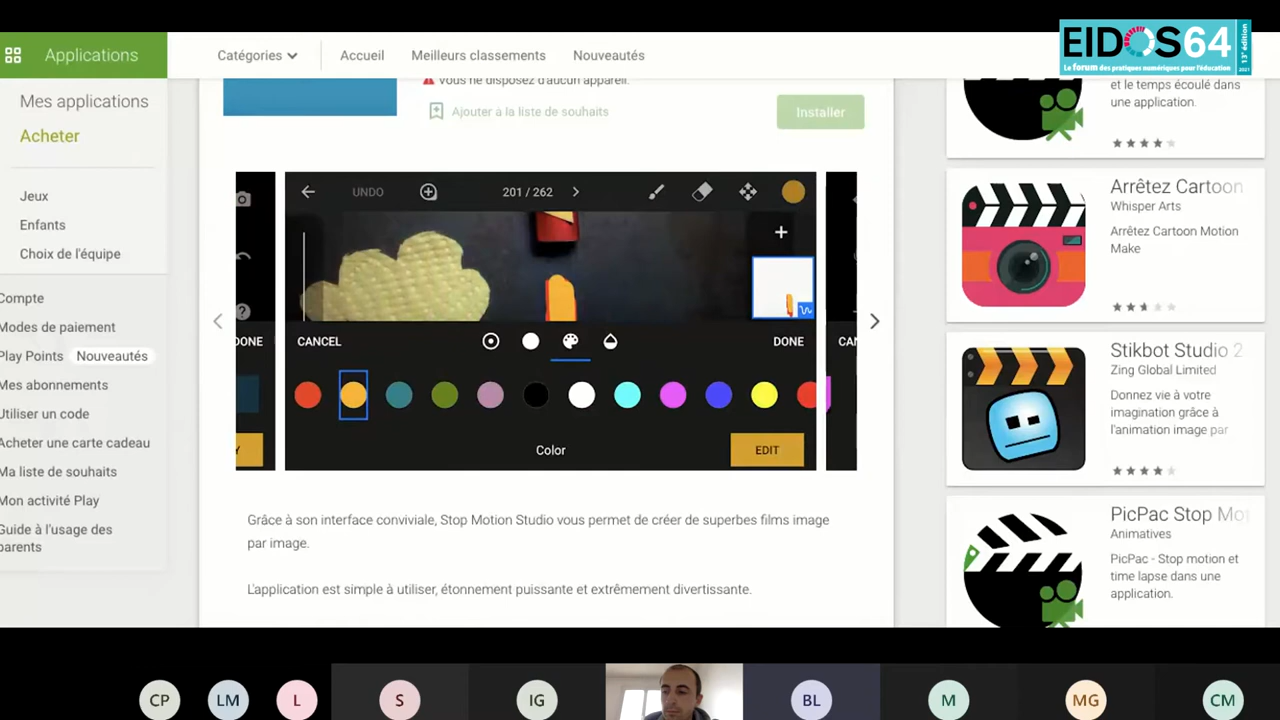 EIDOS64
13e édition
2021
Le forum des pratiques numériques pour l'éducation
Applications
Catégories
Accueil
Meilleurs classements
Nouveautés
Mes applications
Acheter
Jeux
Enfants
Choix de l'équipe
Compte
Modes de paiement
Play Points Nouveautés
Mes abonnements
Utiliser un code
Acheter une carte cadeau
Ma liste de souhaits
Mon activité Play
Guide à l'usage des
parents
Vous ne disposez d'aucun appareil.
Ajouter à la liste de souhaits
Installer
UNDO
201 / 262
DONE
CANCEL
DONE
CAN
Y
Color
EDIT
Grâce à son interface conviviale, Stop Motion Studio vous permet de créer de superbes films image
par image.
L'application est simple à utiliser, étonnement puissante et extrêmement divertissante.
et le temps écoulé dans
une application.
Arrêtez Cartoon
Whisper Arts
Arrêtez Cartoon Motion
Make
Stikbot Studio 2
Zing Global Limited
Donnez vie à votre
imagination grâce à
l'animation image par
PicPac Stop Mot
Animatives
PicPac - Stop motion et
time lapse dans une
application.
CP
LM
L
S
IG
BL
M
MG
CM